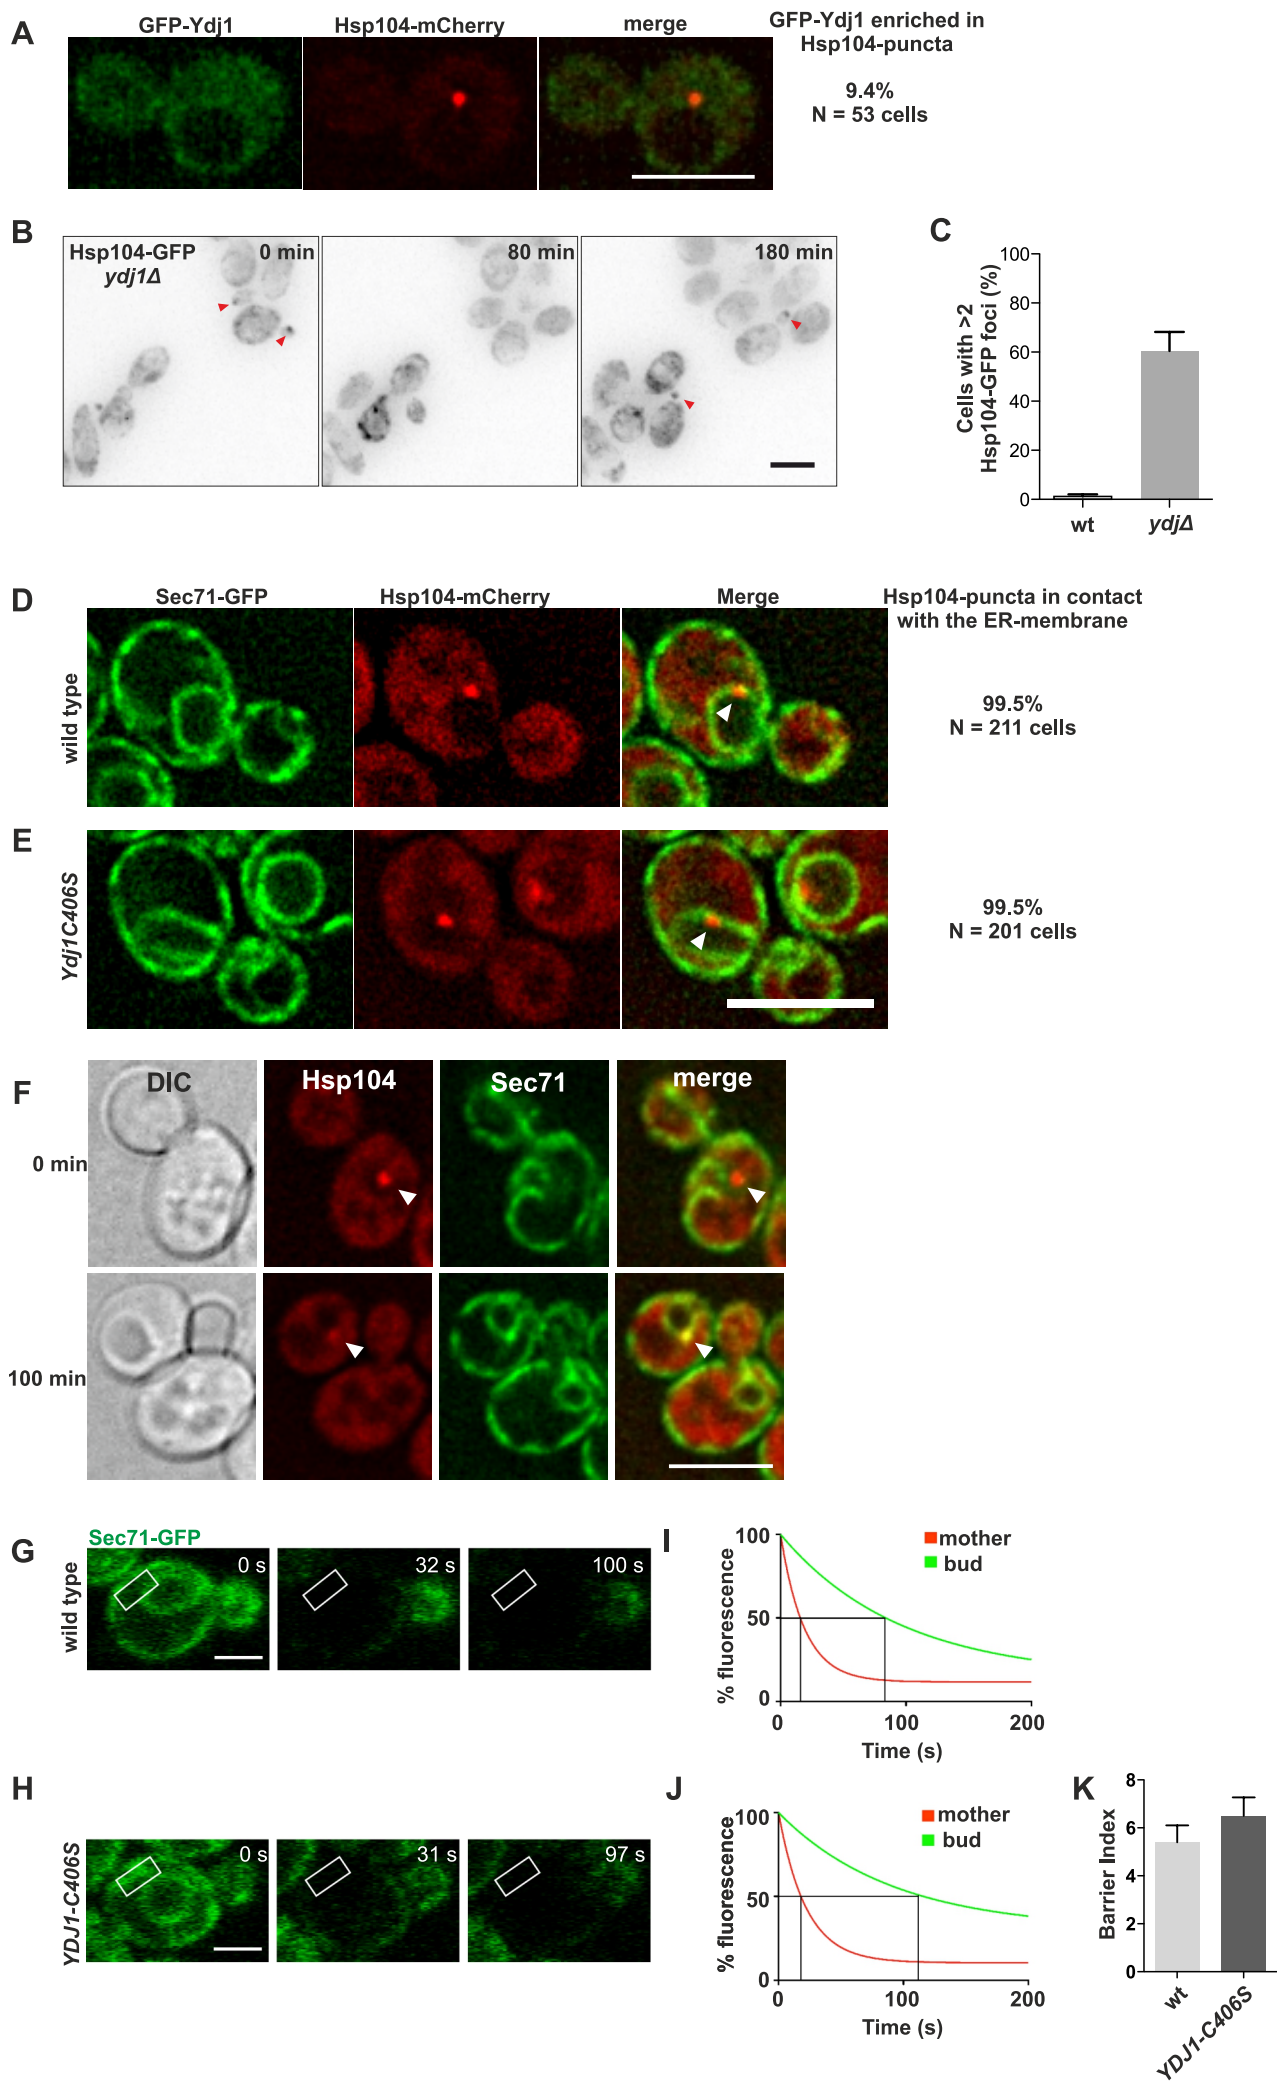 A
GFP-Ydj1
Hsp104-mCherry
merge
GFP-Ydj1 enriched in
Hsp104-puncta
9.4%
N = 53 cells
B
Hsp104-GFP
ydj1Δ
0 min
80 min
180 min
C
Cells with >2
Hsp104-GFP foci (%)
100
80
60
40
20
0
wt
ydjΔ
D
Sec71-GFP
Hsp104-mCherry
Merge
Hsp104-puncta in contact
with the ER-membrane
wild type
99.5%
N = 211 cells
E
Ydj1C406S
99.5%
N = 201 cells
F
DIC
Hsp104
Sec71
merge
0 min
100 min
G
Sec71-GFP
wild type
0 s
32 s
100 s
I
% fluorescence
100
50
0
mother
bud
0
100
200
Time (s)
H
YDJ1-C406S
0 s
31 s
97 s
J
% fluorescence
100
50
0
mother
bud
0
100
200
Time (s)
K
Barrier Index
8
6
4
2
0
wt
YDJ1-C406S